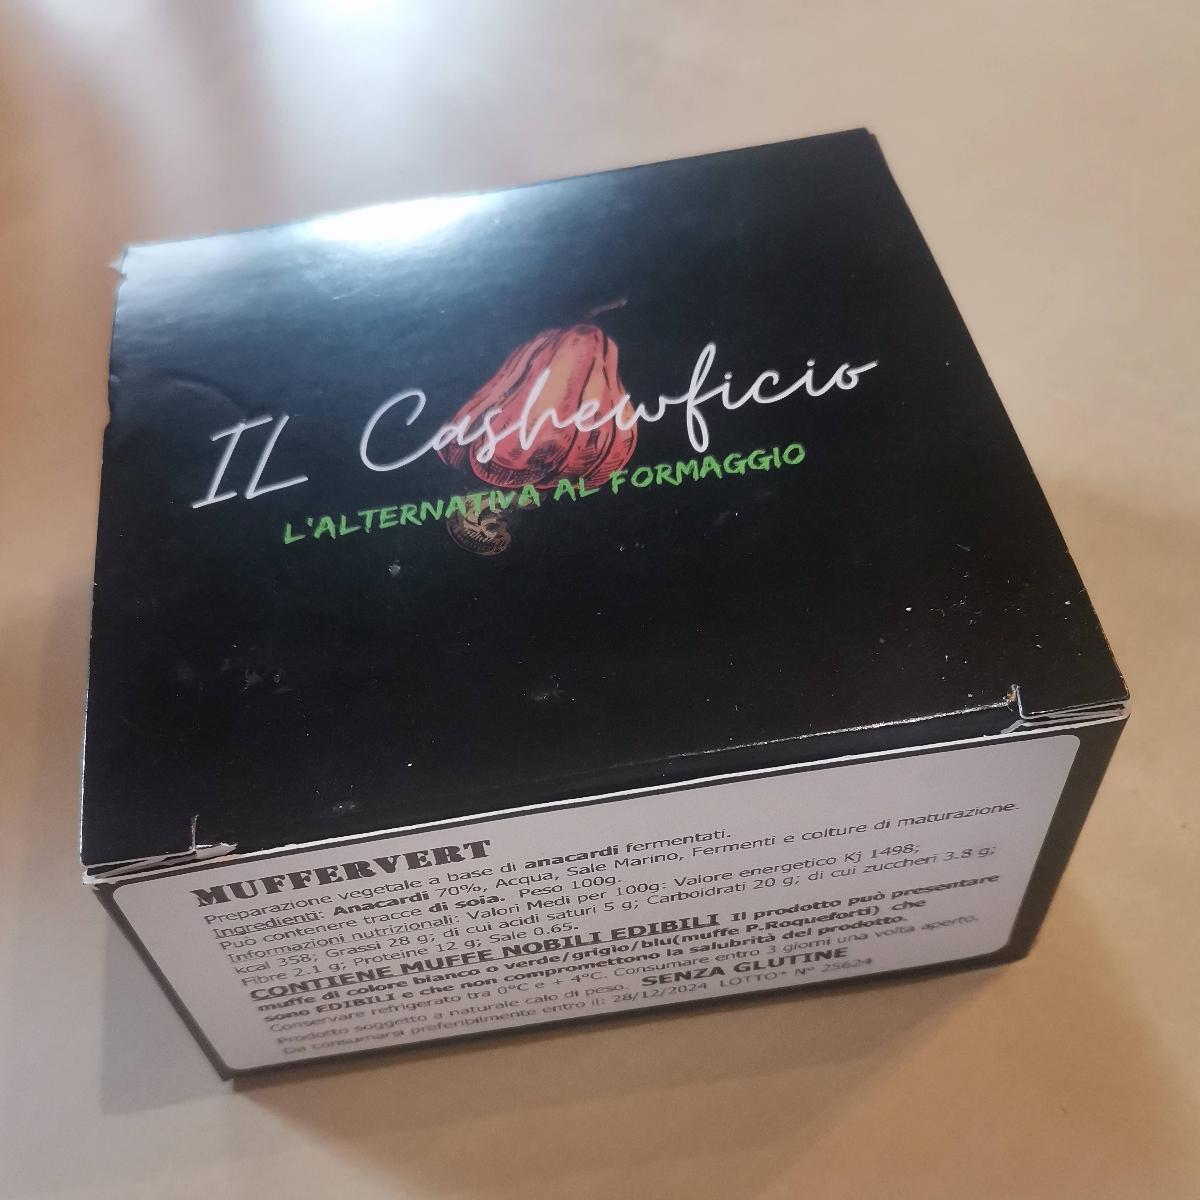 IL Cashewficio
L'ALTERNATIVA AL FORMAGGIO
MUFFERVERT
Preparazione vegetale a base di anacardi fermentati.
Ingredienti: Anacardi 70%, Acqua, Sale Marino, Fermenti e colture di maturazione.
Può contenere tracce di soia. Peso 100g.
Informazioni nutrizionali: Valori Medi per 100g: Valore energetico Kj 1498;
kcal 358; Grassi 28 g; di cui acidi saturi 5 g; Carboidrati 20 g; di cui zuccheri 3.8 g;
Fibre 2.1 g; Proteine 12 g; Sale 0.65.
CONTIENE MUFFE NOBILI EDIBILI Il prodotto può presentare
muffe di colore bianco o verde/grigio/blu(muffe P.Roqueforti) che
sono EDIBILI e che non compromettono la salubrità del prodotto.
Conservare refrigerato tra 0°C e + 4°C. Consumare entro 3 giorni una volta aperto.
Prodotto soggetto a naturale calo di peso. SENZA GLUTINE
Da consumarsi preferibilmente entro il: 28/12/2024 LOTTO* N° 25624